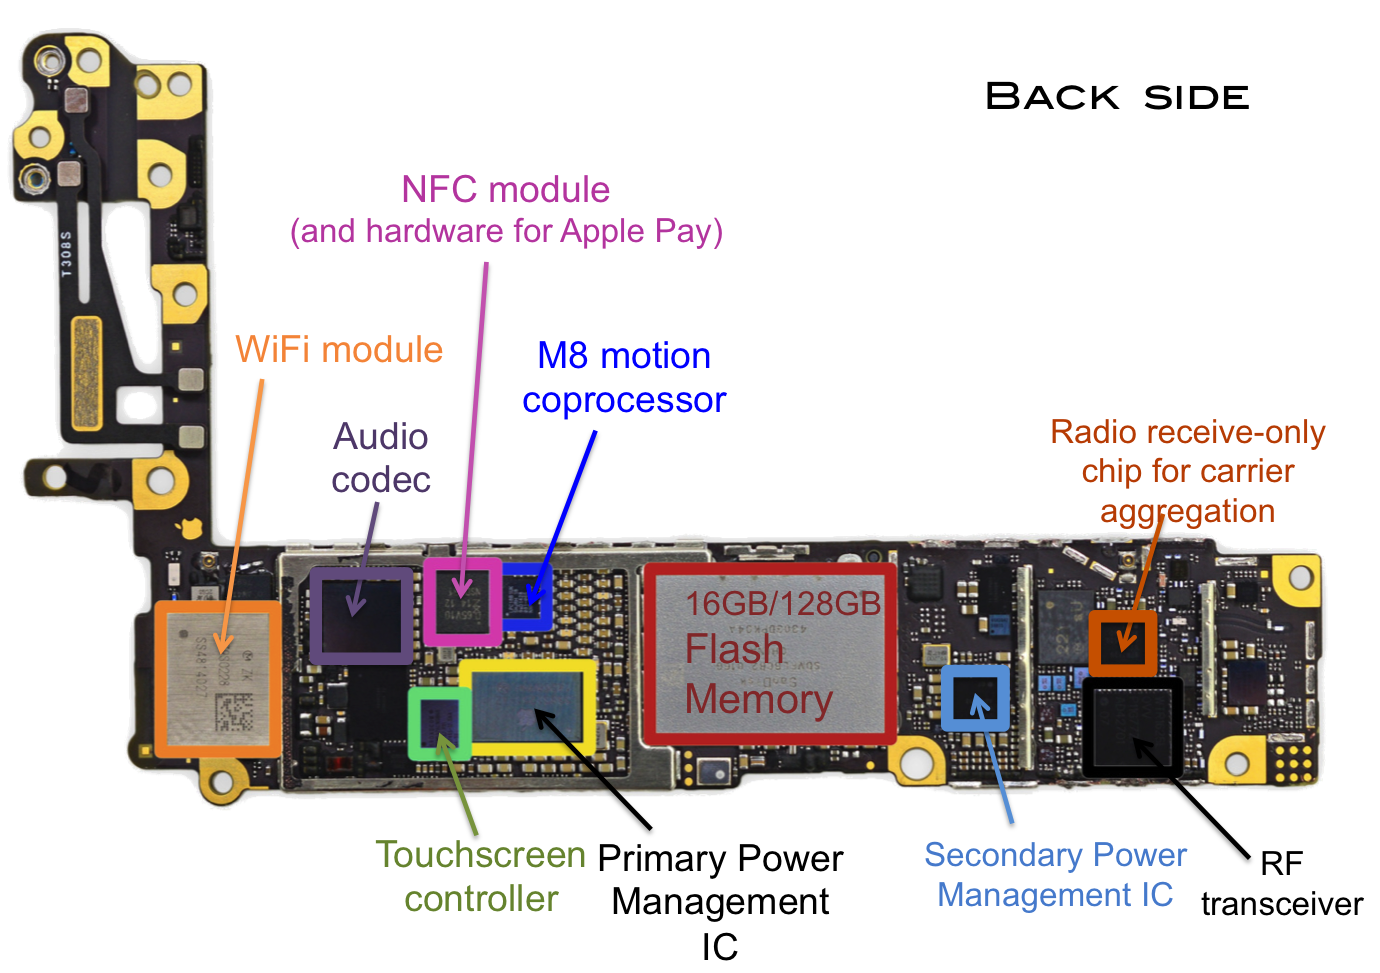 BACK SIDE
NFC module
(and hardware for Apple Pay)
T308S
WiFi module
M8 motion
coprocessor
Audio
codec
Radio receive-only
chip for carrier
aggregation
16GB/128GB
Flash
Memory
SanDisk
Touchscreen
controller
Primary Power
Management
IC
Secondary Power
Management IC
RF
transceiver